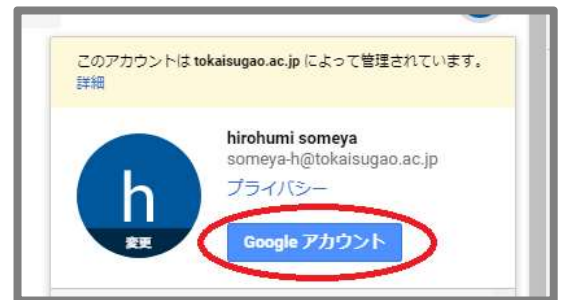 このアカウントは tokaisugao.ac.jp によって管理されています。
詳細
hirohumi someya
someya-h@tokaisugao.ac.jp
プライバシー
h
変更
Google アカウント